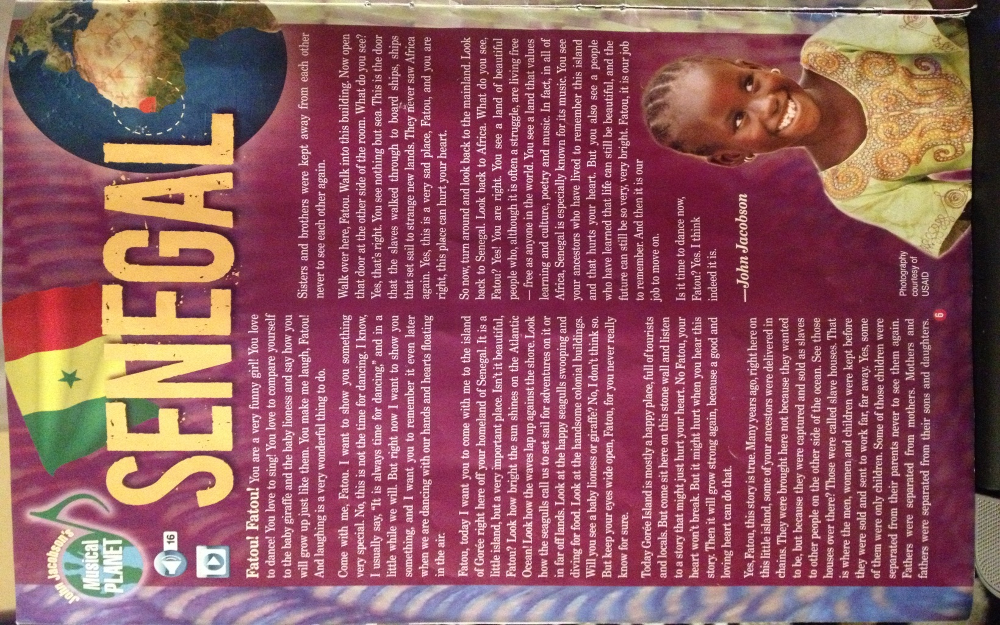 John Jacobson's
Musical
PLANET
SENEGAL
16
Fatou! Fatou! You are a very funny girl! You love
to dance! You love to sing! You love to compare yourself
to the baby giraffe and the baby lioness and say how you
will grow up just like them. You make me laugh, Fatou!
And laughing is a very wonderful thing to do.
Come with me, Fatou. I want to show you something
very special. No, this is not the time for dancing. I know,
I usually say, “It is always time for dancing,” and in a
little while we will. But right now I want to show you
something, and I want you to remember it even later
when we are dancing with our hands and hearts floating
in the air.
Fatou, today I want you to come with me to the island
of Gorée right here off your homeland of Senegal. It is a
little island, but a very important place. Isn't it beautiful,
Fatou? Look how bright the sun shines on the Atlantic
Ocean! Look how the waves lap up against the shore. Look
how the seagulls call us to set sail for adventures on it or
in far off lands. Look at the happy seagulls swooping and
diving for food. Look at the handsome colonial buildings.
Will you see a baby lioness or giraffe? No, I don't think so.
But keep your eyes wide open, Fatou, for you never really
know for sure.
Today Gorée Island is mostly a happy place, full of tourists
and locals. But come sit here on this stone wall and listen
to a story that might just hurt your heart. No Fatou, your
heart won't break. But it might hurt when you hear this
story. Then it will grow strong again, because a good and
loving heart can do that.
Yes, Fatou, this story is true. Many years ago, right here on
this little island, some of your ancestors were delivered in
chains. They were brought here not because they wanted
to be, but because they were captured and sold as slaves
to other people on the other side of the ocean. See those
houses over there? Those were called slave houses. That
is where the men, women, and children were kept before
they were sold and sent to work far, far away. Yes, some
of them were only children. Some of those children were
separated from their parents never to see them again.
Fathers were separated from mothers. Mothers and
fathers were separated from their sons and daughters.
Sisters and brothers were kept away from each other
never to see each other again.
Walk over here, Fatou. Walk into this building. Now open
that door at the other side of the room. What do you see?
Yes, that's right. You see nothing but sea. This is the door
that the slaves walked through to board ships, ships
that set sail to strange new lands. They never saw Africa
again. Yes, this is a very sad place, Fatou, and you are
right, this place can hurt your heart.
So now, turn around and look back to the mainland. Look
back to Senegal. Look back to Africa. What do you see,
Fatou? Yes! You are right. You see a land of beautiful
people who, although it is often a struggle, are living free
— free as anyone in the world. You see a land that values
learning and culture, poetry and music. In fact, in all of
Africa, Senegal is especially known for its music. You see
your ancestors who have lived to remember this island
and that hurts your heart. But you also see a people
who have learned that life can still be beautiful, and the
future can still be so very, very bright. Fatou, it is our job
to remember. And then it is our
job to move on.
Is it time to dance now,
Fatou? Yes. I think
indeed it is.
—John Jacobson
Photography
courtesy of
USAID
6